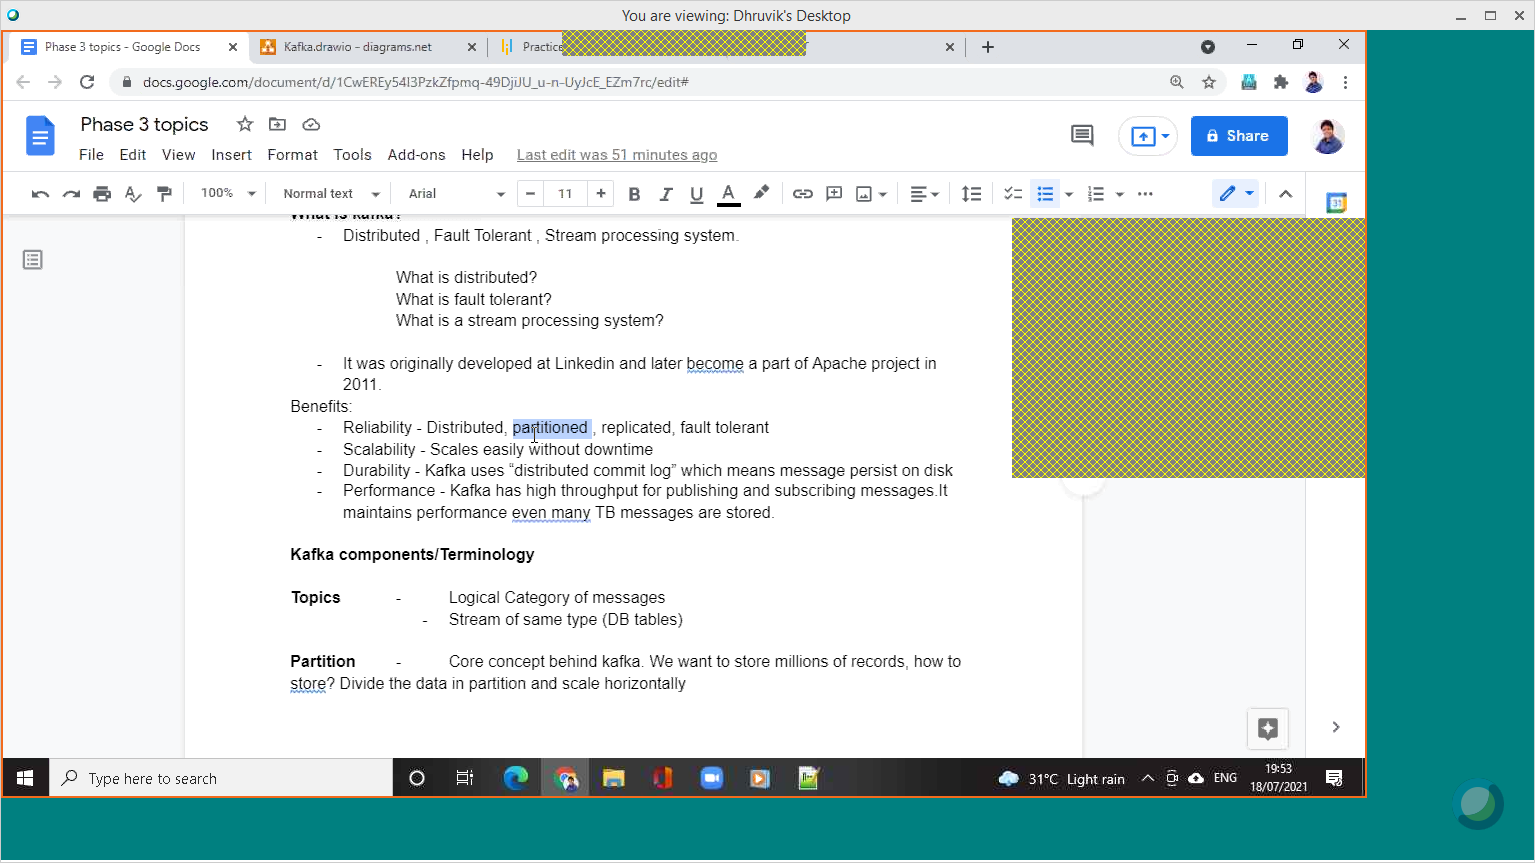 You are viewing: Dhruvik's Desktop
Phase 3 topics - Google Docs
Kafka.drawio - diagrams.net
Practice
docs.google.com/document/d/1CwEREy54I3PzkZfpmq-49DjiJU_u-n-UyJcE_EZm7rc/edit#
Phase 3 topics
File Edit View Insert Format Tools Add-ons Help Last edit was 51 minutes ago
Share
100% Normal text Arial - 11 + B I U A
31
What is kafka?
- Distributed , Fault Tolerant , Stream processing system.
What is distributed?
What is fault tolerant?
What is a stream processing system?
- It was originally developed at Linkedin and later become a part of Apache project in
2011.
Benefits:
- Reliability - Distributed, partitioned , replicated, fault tolerant
- Scalability - Scales easily without downtime
- Durability - Kafka uses “distributed commit log” which means message persist on disk
- Performance - Kafka has high throughput for publishing and subscribing messages.It
maintains performance even many TB messages are stored.
Kafka components/Terminology
Topics - Logical Category of messages
- Stream of same type (DB tables)
Partition - Core concept behind kafka. We want to store millions of records, how to
store? Divide the data in partition and scale horizontally
Type here to search
31°C Light rain
ENG
19:53
18/07/2021